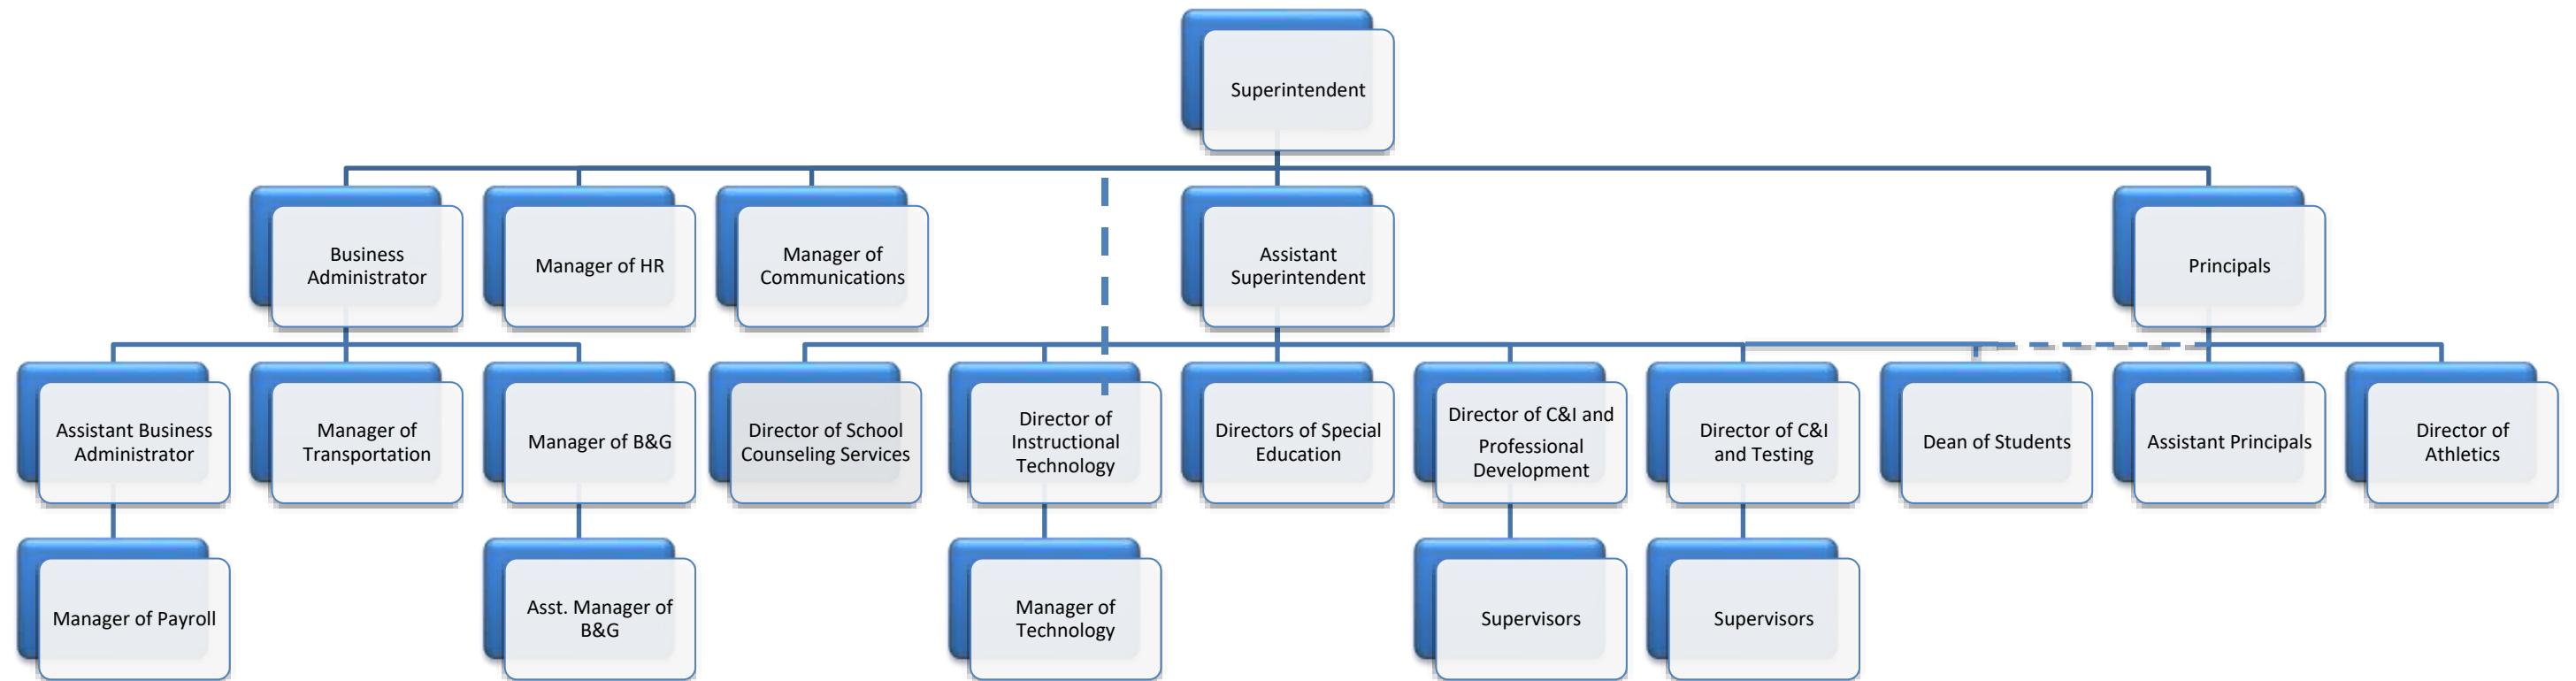 Superintendent
Business
Administrator
Manager of HR
Manager of
Communications
Assistant
Superintendent
Principals
Assistant Business
Administrator
Manager of
Transportation
Manager of B&G
Director of School
Counseling Services
Director of
Instructional
Technology
Directors of Special
Education
Director of C&I and
Professional
Development
Director of C&I
and Testing
Dean of Students
Assistant Principals
Director of
Athletics
Manager of Payroll
Asst. Manager of
B&G
Manager of
Technology
Supervisors
Supervisors